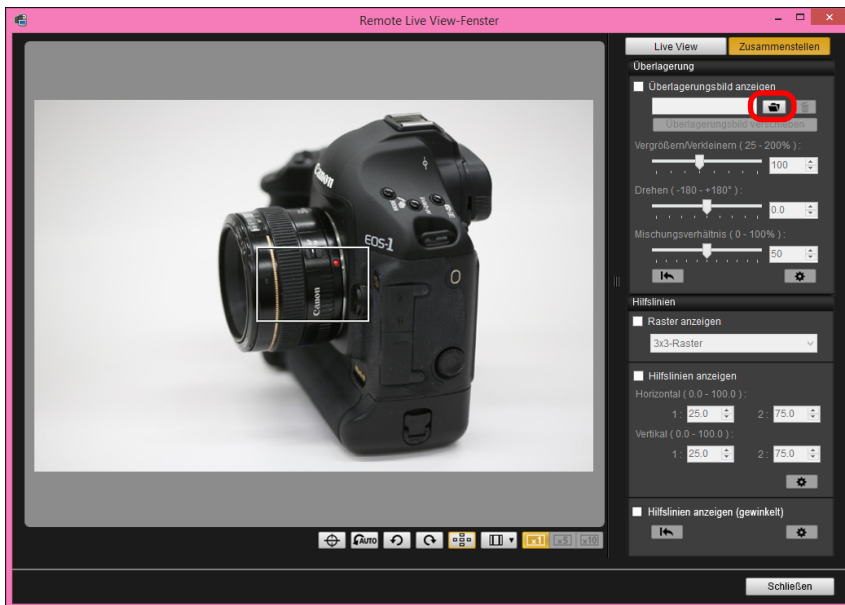 Remote Live View-Fenster
Live View
Zusammenstellen
Überlagerung
Überlagerungsbild anzeigen
Überlagerungsbild verschieben
Vergrößern/Verkleinern ( 25 - 200% ) :
100
Drehen ( -180 - +180° ) :
0.0
Mischungsverhältnis ( 0 - 100% ) :
50
Hilfslinien
Raster anzeigen
3x3-Raster
Hilfslinien anzeigen
Horizontal ( 0.0 - 100.0 ) :
1 : 25.0 2 : 75.0
Vertikal ( 0.0 - 100.0 ) :
1 : 25.0 2 : 75.0
Hilfslinien anzeigen (gewinkelt)
Canon
EOS-1
Canon
AUTO
x1 x5 x10
Schließen